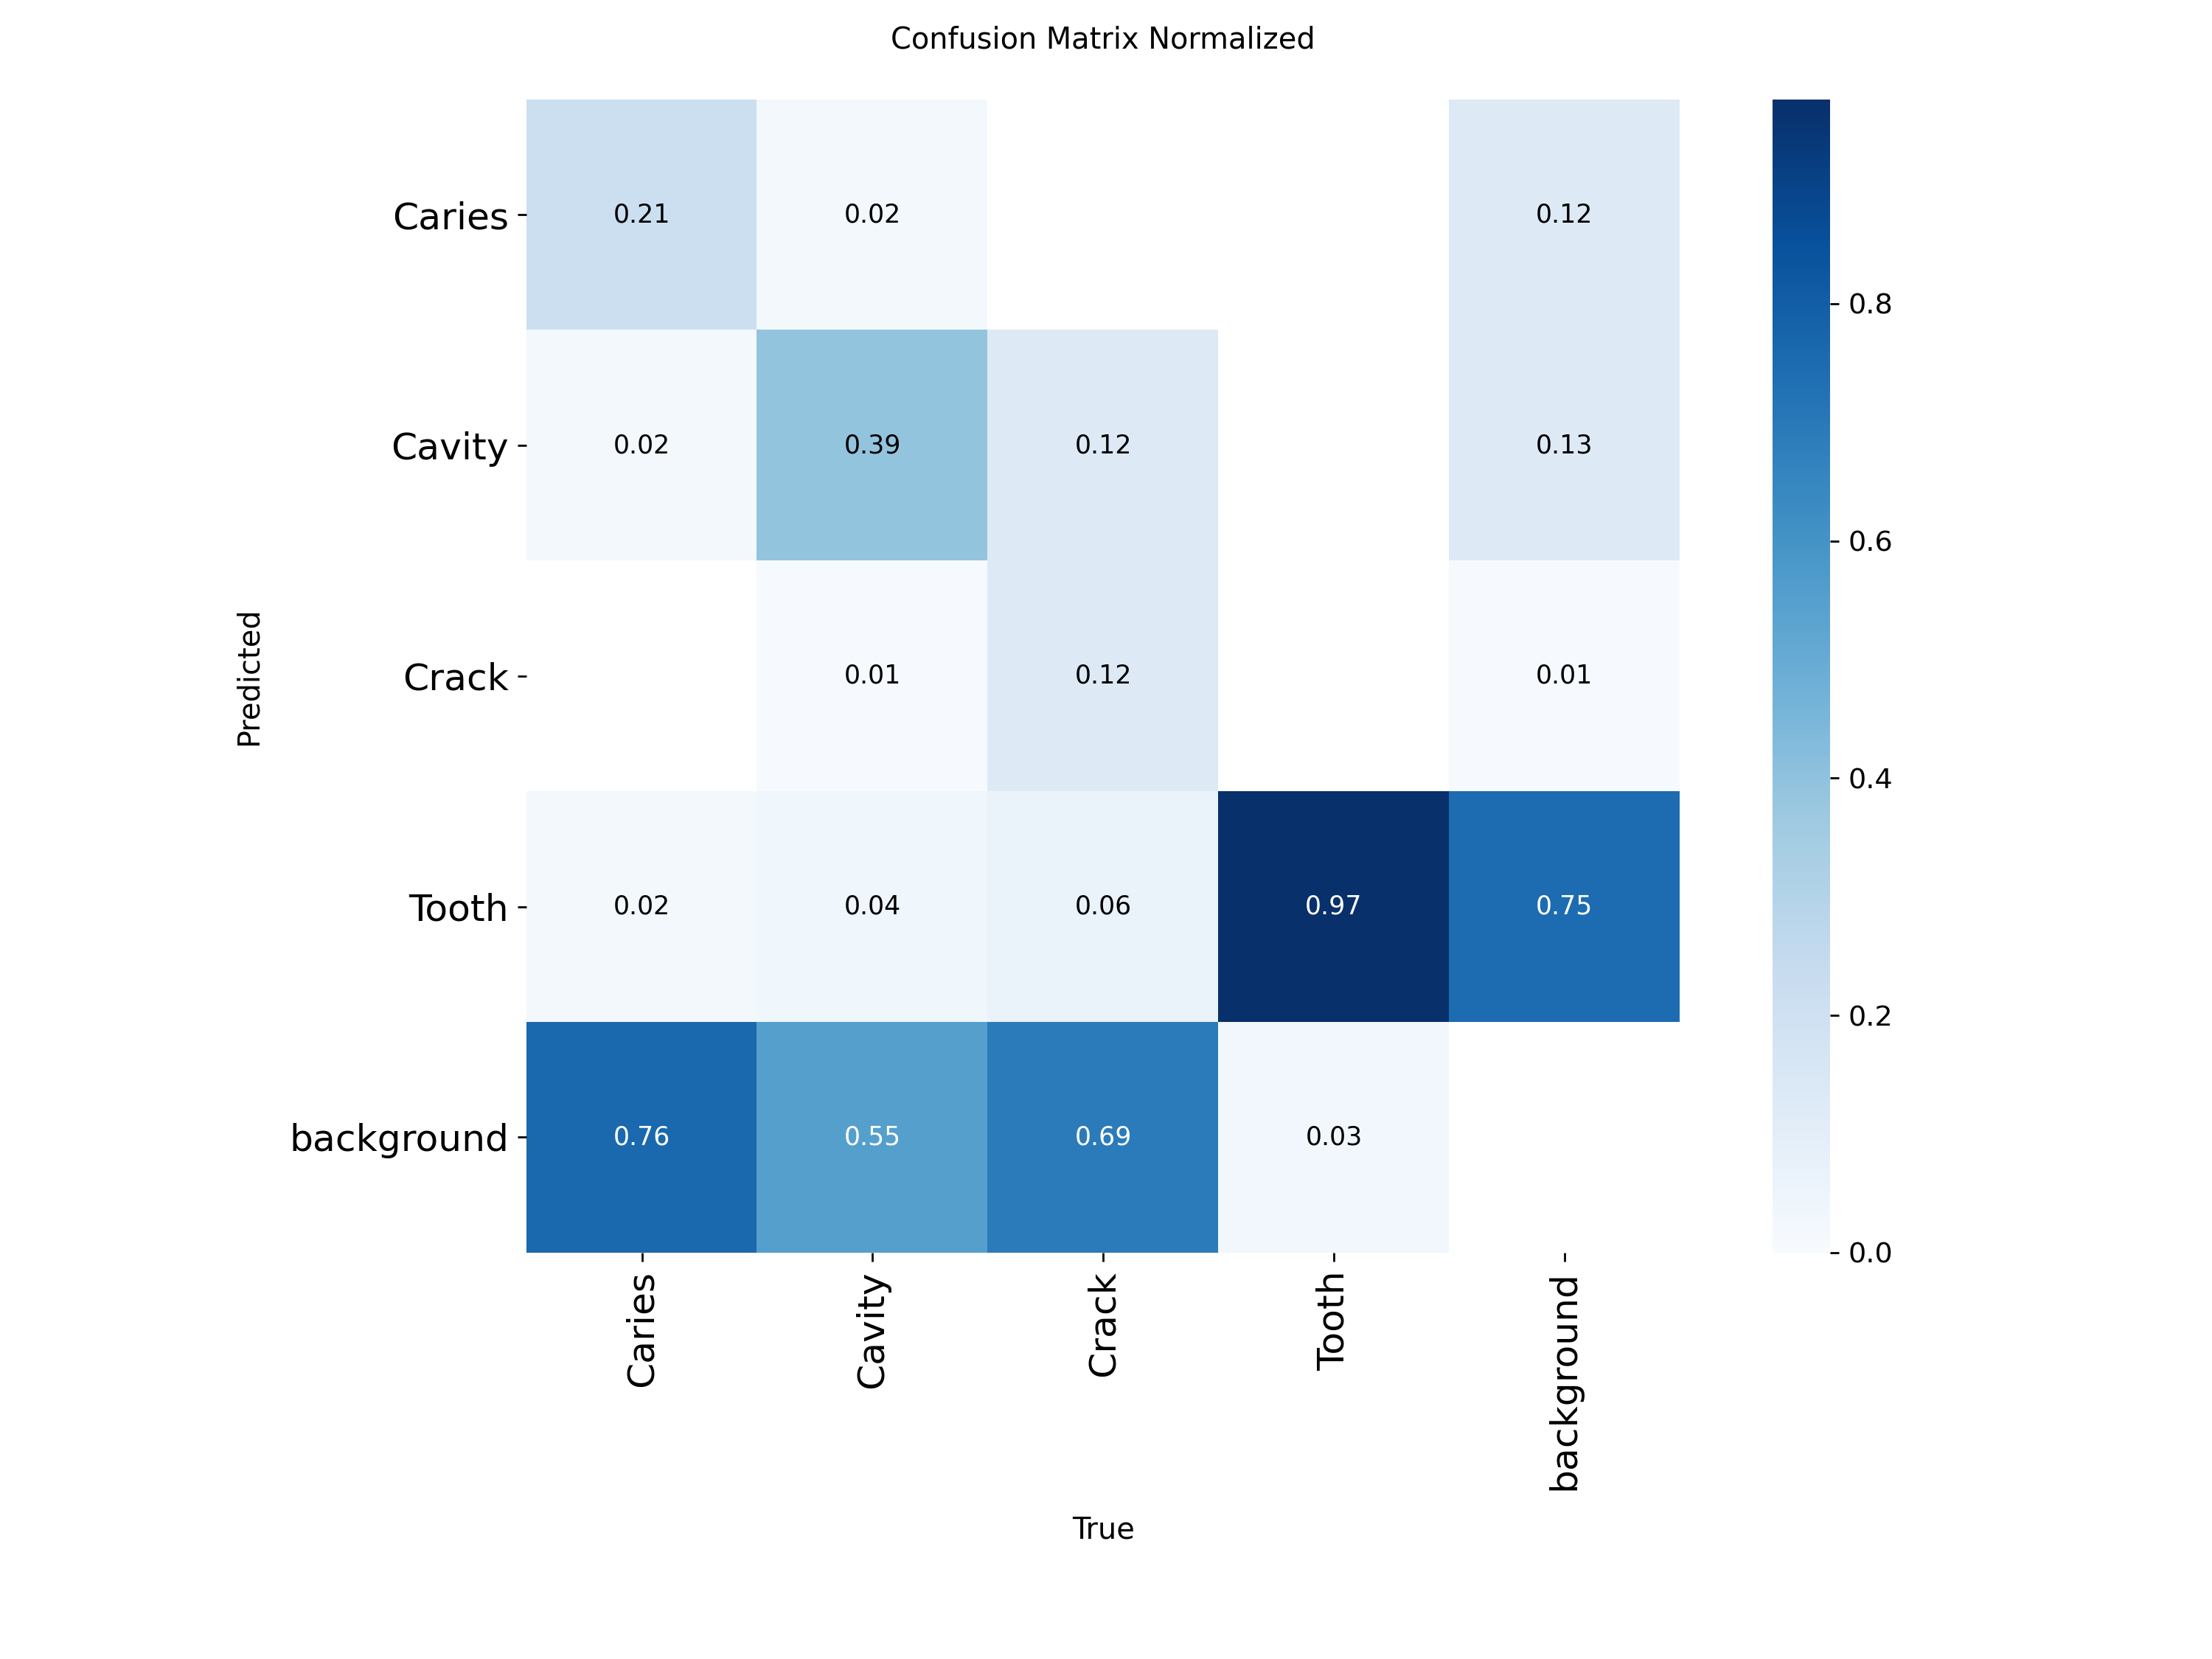 Confusion Matrix Normalized
Caries
0.21
0.02
0.12
Cavity
0.02
0.39
0.12
0.13
Crack
0.01
0.12
0.01
Tooth
0.02
0.04
0.06
0.97
0.75
background
0.76
0.55
0.69
0.03
Predicted
Caries
Cavity
Crack
Tooth
background
True
0.8
0.6
0.4
0.2
0.0